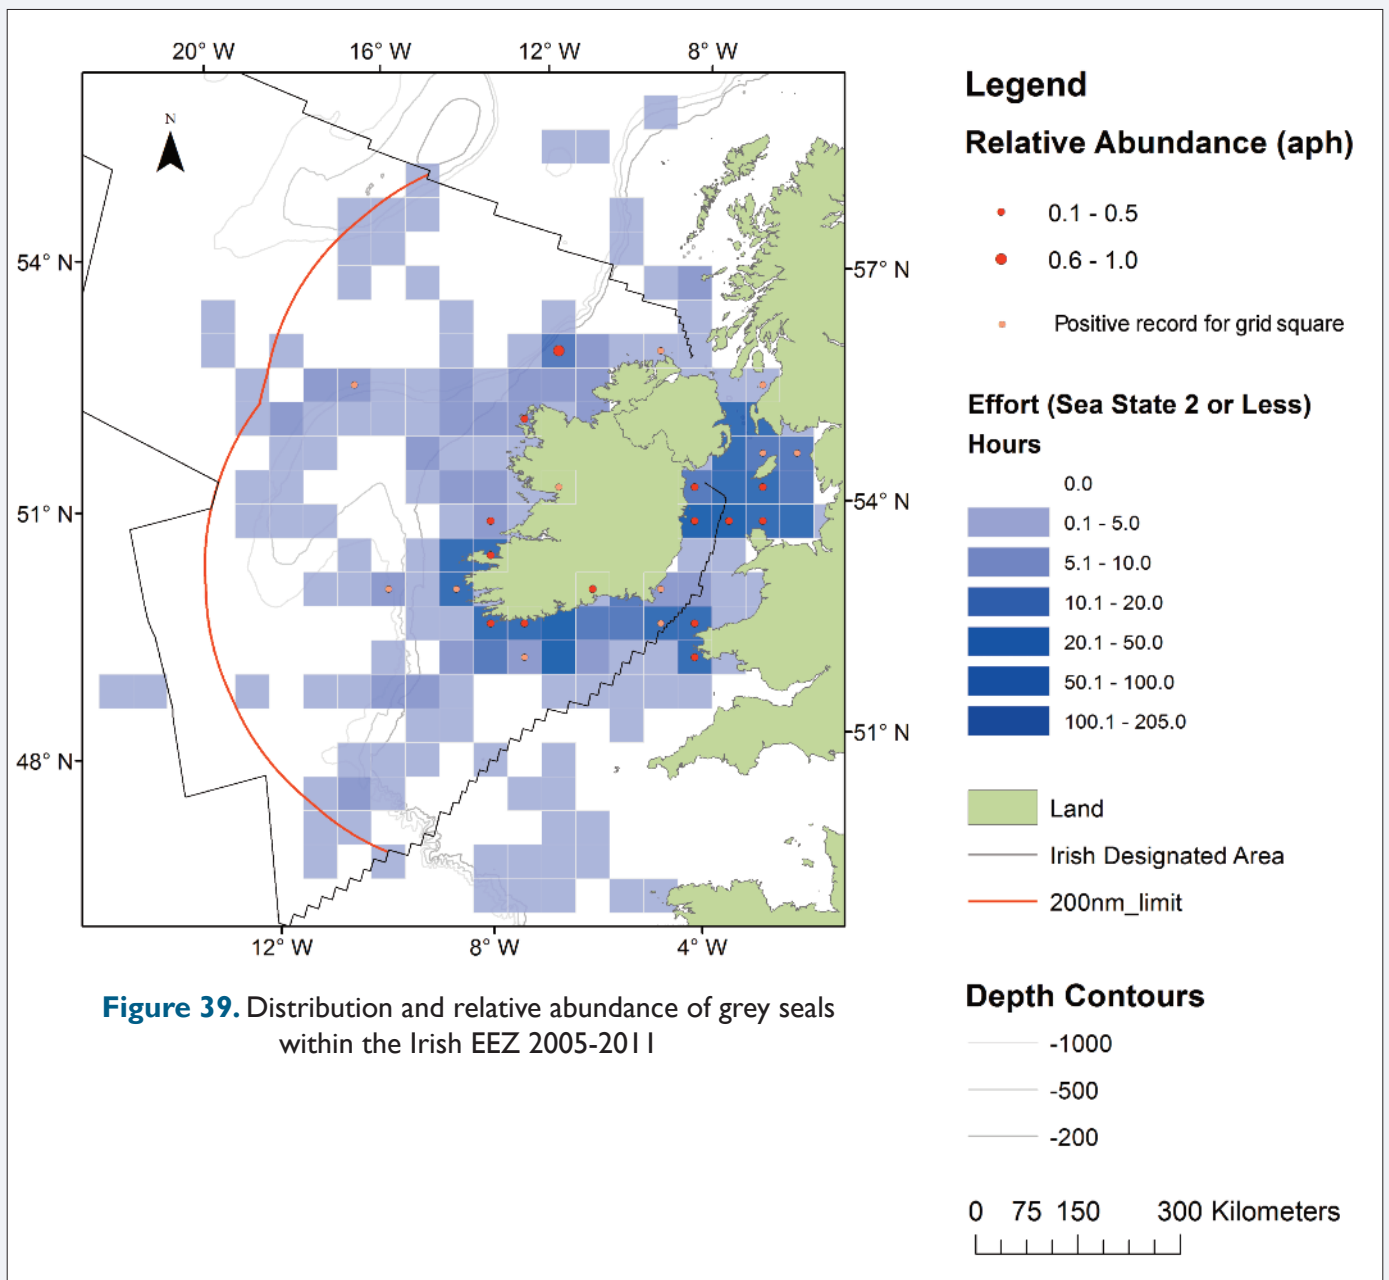 20° W 16° W 12° W 8° W
N
54° N
51° N
48° N
57° N
54° N
51° N
12° W 8° W 4° W
Figure 39. Distribution and relative abundance of grey seals
within the Irish EEZ 2005-2011
Legend
Relative Abundance (aph)
0.1 - 0.5
0.6 - 1.0
Positive record for grid square
Effort (Sea State 2 or Less)
Hours
0.0
0.1 - 5.0
5.1 - 10.0
10.1 - 20.0
20.1 - 50.0
50.1 - 100.0
100.1 - 205.0
Land
Irish Designated Area
200nm_limit
Depth Contours
-1000
-500
-200
0 75 150 300 Kilometers